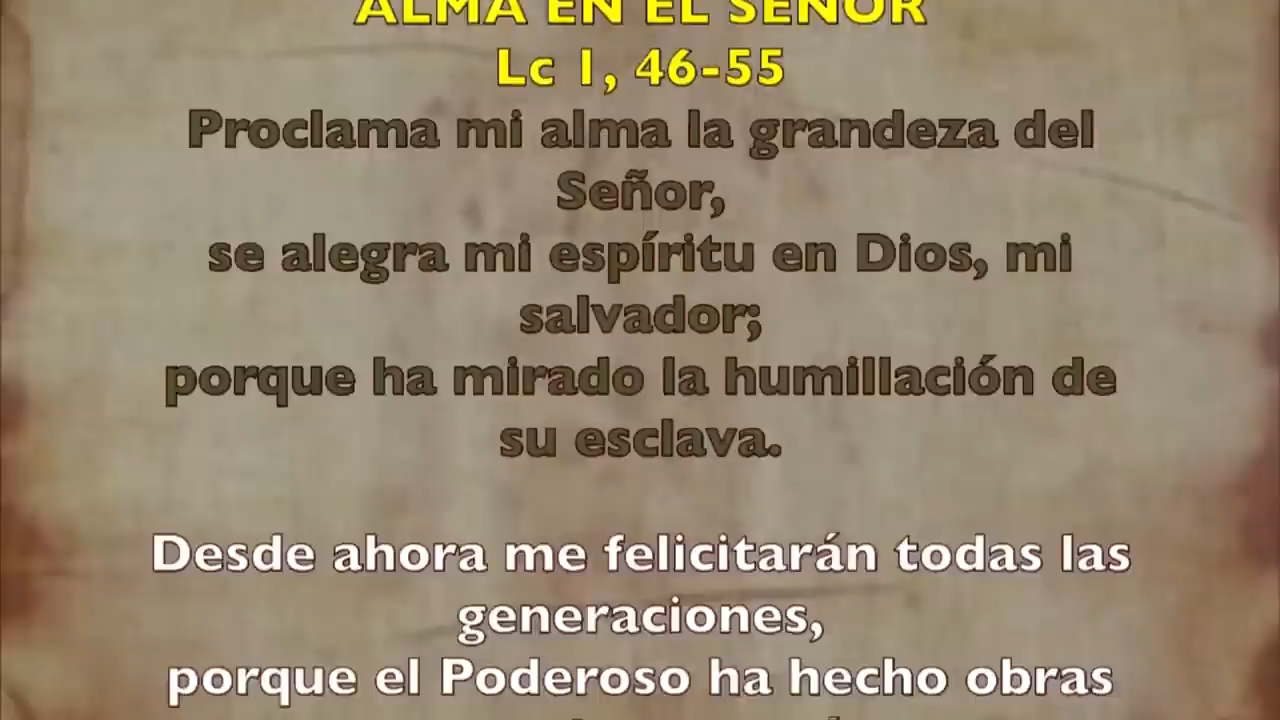 ALMA EN EL SEÑOR
Lc 1, 46-55
Proclama mi alma la grandeza del
Señor,
se alegra mi espíritu en Dios, mi
salvador;
porque ha mirado la humillación de
su esclava.
Desde ahora me felicitarán todas las
generaciones,
porque el Poderoso ha hecho obras